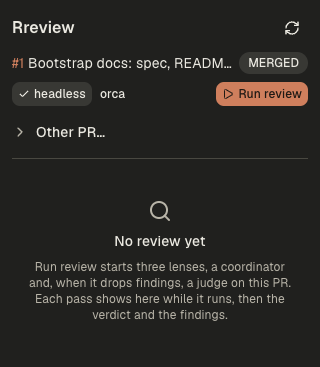 Rreview
#1 Bootstrap docs: spec, READM... MERGED
headless orca Run review
Other PR...
No review yet
Run review starts three lenses, a coordinator
and, when it drops findings, a judge on this PR.
Each pass shows here while it runs, then the
verdict and the findings.